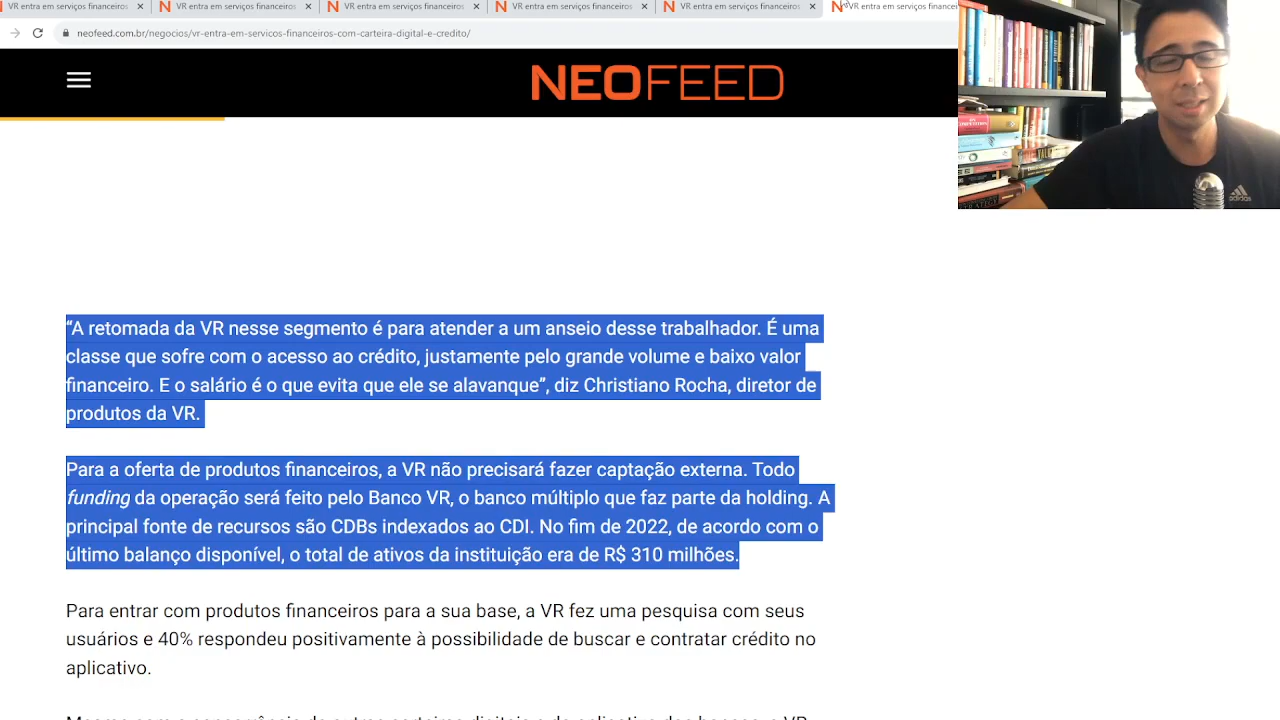 VR entra em serviços financeiros
VR entra em serviços financeiros
VR entra em serviços financeiros
VR entra em serviços financeiros
VR entra em serviços financeiros
VR entra em serviços financeiros
neofeed.com.br/negocios/vr-entra-em-servicos-financeiros-com-carteira-digital-e-credito/
NEOFEED
adidas
“A retomada da VR nesse segmento é para atender a um anseio desse trabalhador. É uma
classe que sofre com o acesso ao crédito, justamente pelo grande volume e baixo valor
financeiro. E o salário é o que evita que ele se alavanque”, diz Christiano Rocha, diretor de
produtos da VR.
Para a oferta de produtos financeiros, a VR não precisará fazer captação externa. Todo
funding da operação será feito pelo Banco VR, o banco múltiplo que faz parte da holding. A
principal fonte de recursos são CDBs indexados ao CDI. No fim de 2022, de acordo com o
último balanço disponível, o total de ativos da instituição era de R$ 310 milhões.
Para entrar com produtos financeiros para a sua base, a VR fez uma pesquisa com seus
usuários e 40% respondeu positivamente à possibilidade de buscar e contratar crédito no
aplicativo.